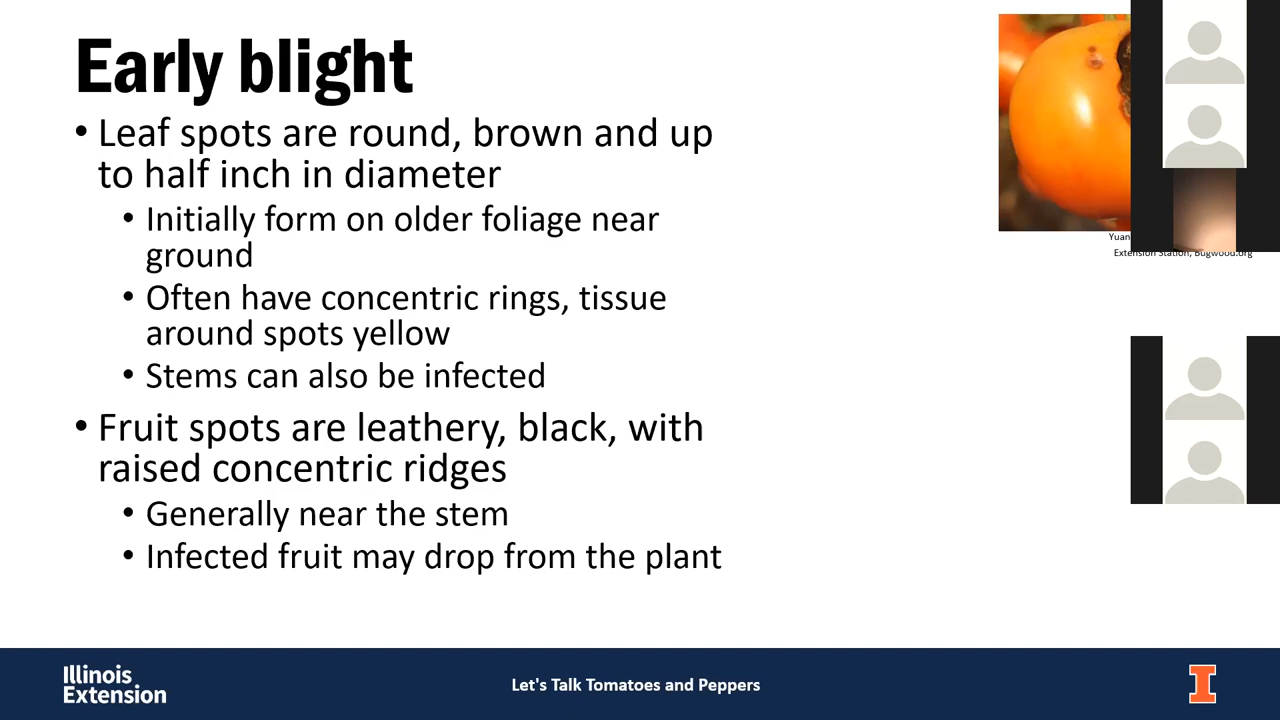 Early blight
• Leaf spots are round, brown and up
to half inch in diameter
• Initially form on older foliage near
ground
• Often have concentric rings, tissue
around spots yellow
• Stems can also be infected
• Fruit spots are leathery, black, with
raised concentric ridges
• Generally near the stem
• Infected fruit may drop from the plant
Yuan
Extension Station, Bugwood.org
Illinois
Extension
Let's Talk Tomatoes and Peppers
I